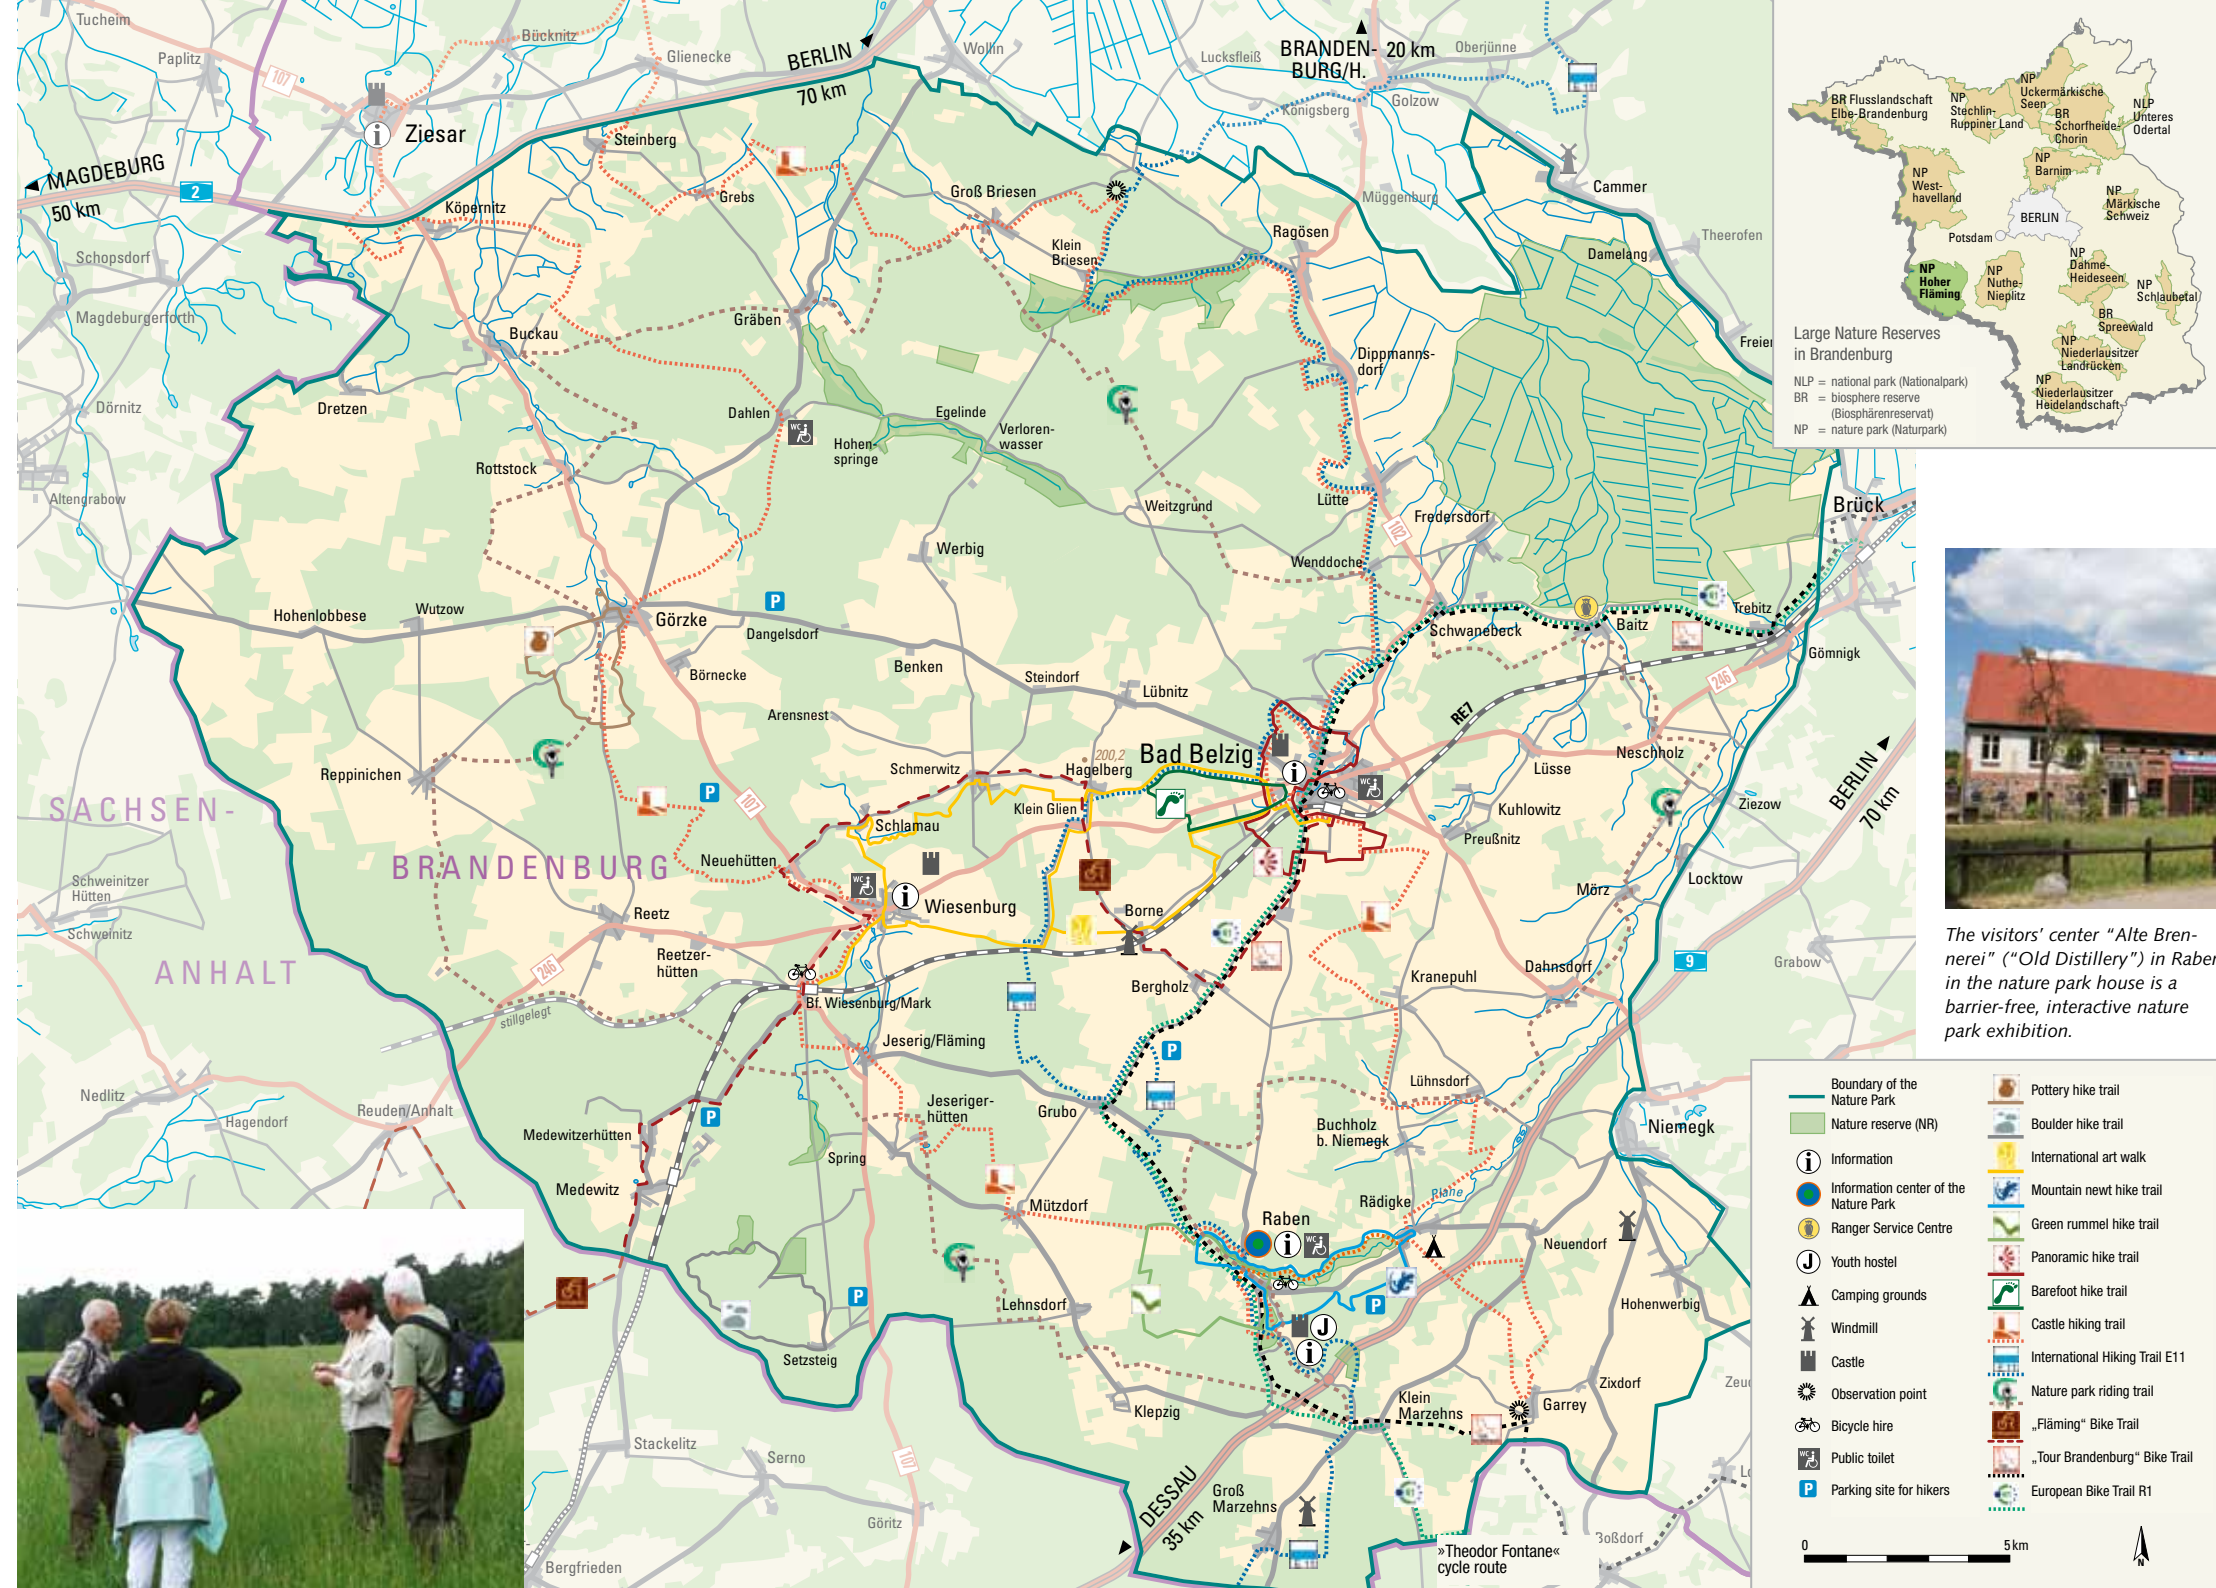 Tucheim
Bücknitz
Paplitz
Glienecke
107
Ziesar
BERLIN
70 km
Wollin
Lucksfleiß
BRANDEN-
BURG/H.
20 km
Oberjünne
Königsberg
Golzow
MAGDEBURG
50 km
2
Steinberg
Grebs
Köpernitz
Groß Briesen
Klein
Briesen
Ragösen
Müggenburg
Cammer
Damelang
Theerofen
Schopsdorf
Magdeburgerforth
Gräben
Buckau
Dippmanns-
dorf
Dörnitz
Dretzen
Dahlen
WC
Hohen-
springe
Egelinde
Verloren-
wasser
Rottstock
Altengrabow
Weitzgrund
Lütte
Fredersdorf
102
Brück
Werbig
Wenddoche
Hohenlobbese
Wutzow
Görzke
P
Dangelsdorf
Börnecke
Benken
Steindorf
Lübnitz
Schwanebeck
Baitz
Trebitz
Gömnigk
246
Arensnest
RE7
Neschholz
Reppinichen
Schmerwitz
200,2
Hagelberg
Bad Belzig
WC
Lüsse
SACHSEN-
ANHALT
BRANDENBURG
P
107
Klein Glien
Schlamau
Kuhlowitz
Preußnitz
Ziezow
BERLIN
70 km
Neuehütten
WC
Schweinitzer
Hütten
Schweinitz
Reetz
Wiesenburg
Borne
Mörz
Locktow
Reetzer-
hütten
246
9
Grabow
Bf. Wiesenburg/Mark
stillgelegt
Bergholz
Kranepuhl
Dahnsdorf
Jeserig/Fläming
P
Nedlitz
Reuden/Anhalt
Hagendorf
P
Jeseriger-
hütten
Grubo
Lühnsdorf
Buchholz
b. Niemegk
Niemegk
Medewitzerhütten
Medewitz
Spring
Mützdorf
Raben
WC
Rädigke
Plane
Neuendorf
P
Lehnsdorf
P
Hohenwerbig
Setzsteig
J
Zixdorf
Klepzig
Klein
Marzehns
Garrey
Stackelitz
Serno
107
Göritz
Bergfrieden
DESSAU
35 km
Groß
Marzehns
»Theodor Fontane«
cycle route
BR Flusslandschaft
Elbe-Brandenburg
NP
Stechlin-
Ruppiner Land
NP
Uckermärkische
Seen
BR
Schorfheide-
Chorin
NLP
Unteres
Odertal
NP
Barnim
NP
West-
havelland
NP
Märkische
Schweiz
BERLIN
Potsdam
NP
Hoher
Fläming
NP
Nuthe-
Nieplitz
NP
Dahme-
Heideseen
NP
Schlaubetal
BR
Spreewald
NP
Niederlausitzer
Landrücken
NP
Niederlausitzer
Heidelandschaft
Large Nature Reserves
in Brandenburg
NLP = national park (Nationalpark)
BR = biosphere reserve
(Biosphärenreservat)
NP = nature park (Naturpark)
The visitors’ center “Alte Bren-
nerei” (“Old Distillery”) in Raben
in the nature park house is a
barrier-free, interactive nature
park exhibition.
Boundary of the
Nature Park
Nature reserve (NR)
Information
Information center of the
Nature Park
Ranger Service Centre
Youth hostel
Camping grounds
Windmill
Castle
Observation point
Bicycle hire
Public toilet
Parking site for hikers
Pottery hike trail
Boulder hike trail
International art walk
Mountain newt hike trail
Green rummel hike trail
Panoramic hike trail
Barefoot hike trail
Castle hiking trail
International Hiking Trail E11
Nature park riding trail
„Fläming“ Bike Trail
„Tour Brandenburg“ Bike Trail
European Bike Trail R1
0 5 km
N